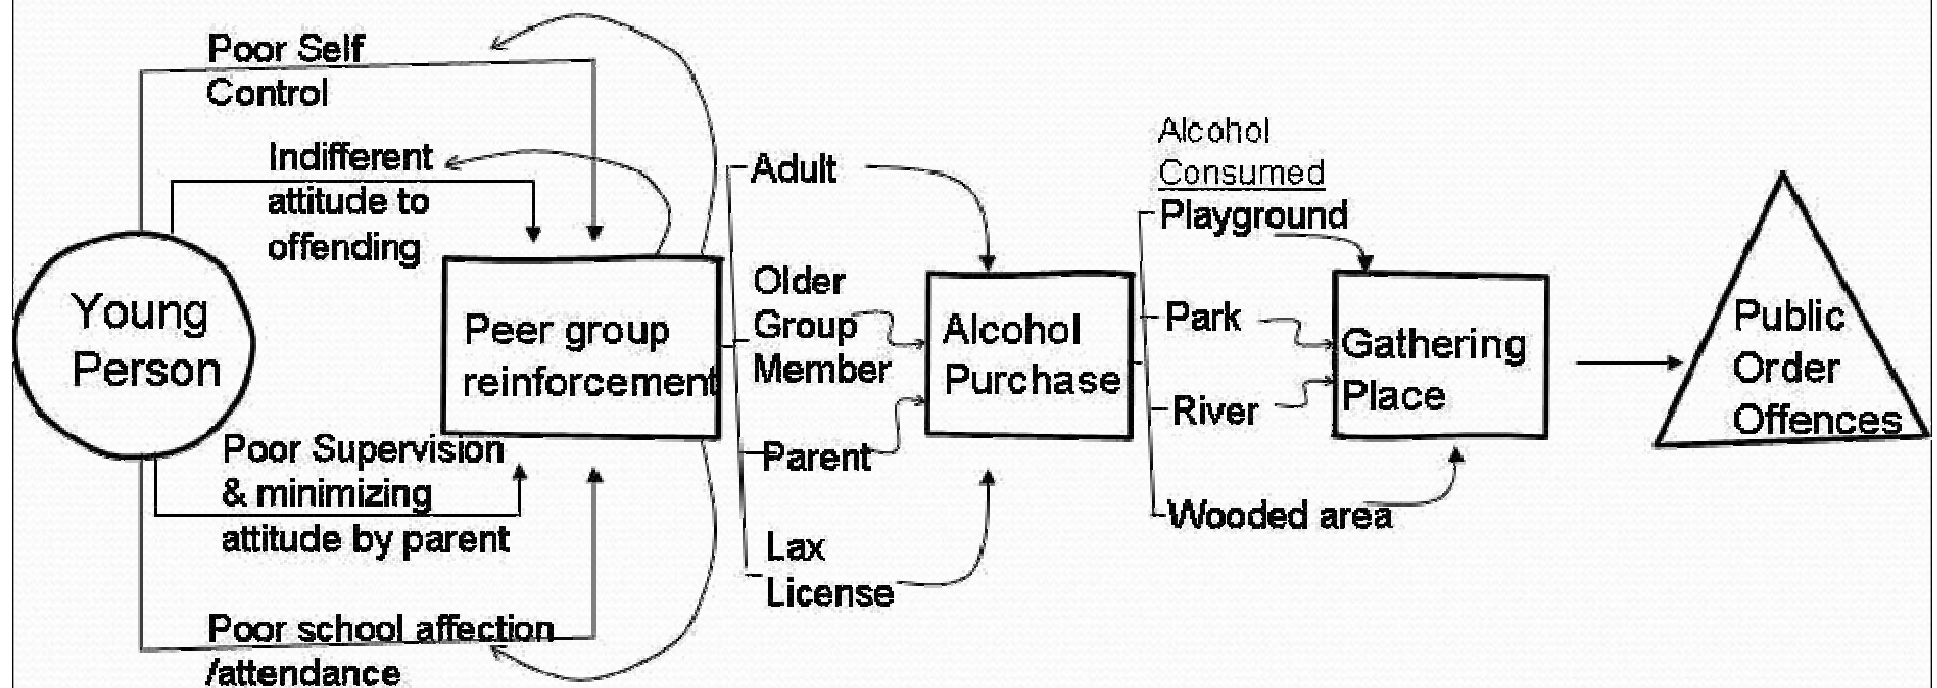 Poor Self
Control
Indifferent
attitude to
offending
Young
Person
Peer group
reinforcement
Poor Supervision
& minimizing
attitude by parent
Poor school affection
/attendance
Adult
Older
Group
Member
Parent
Lax
License
Alcohol
Purchase
Alcohol
Consumed
Playground
Park
River
Wooded area
Gathering
Place
Public
Order
Offences